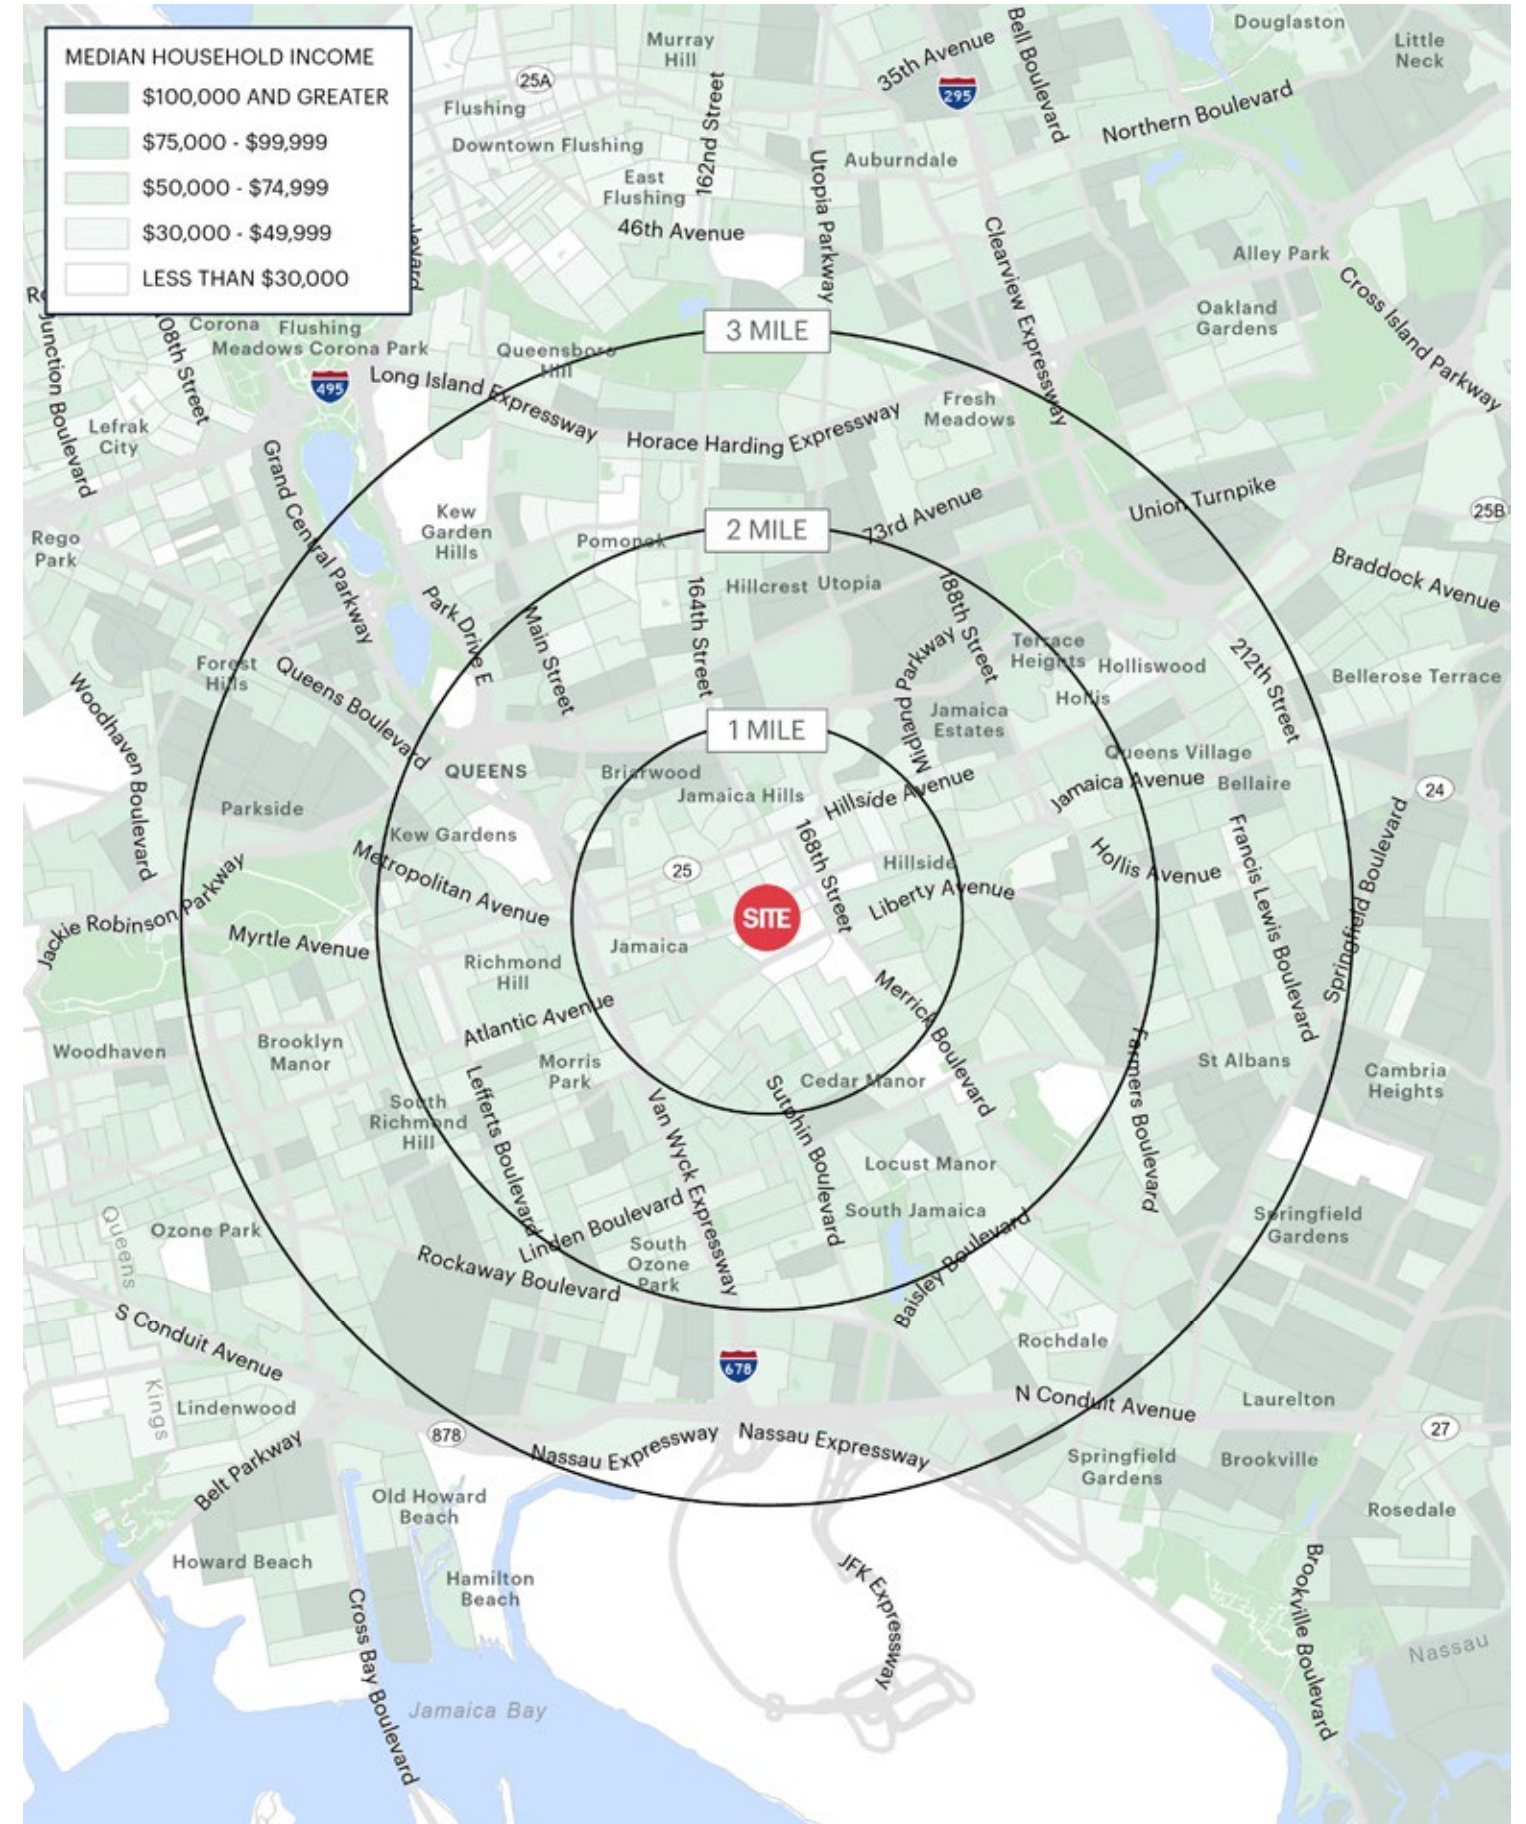 MEDIAN HOUSEHOLD INCOME
$100,000 AND GREATER
$75,000 - $99,999
$50,000 - $74,999
$30,000 - $49,999
LESS THAN $30,000
Murray
Hill
25A
Flushing
Downtown Flushing
East
Flushing
46th Avenue
162nd Street
Utopia Parkway
35th Avenue
295
Bell Boulevard
Auburndale
Northern Boulevard
Douglaston
Little
Neck
Clearview Expressway
Alley Park
Oakland
Gardens
Cross Island Parkway
Corona
Flushing
Meadows Corona Park
108th Street
Junction Boulevard
495
Long Island Expressway
Queensboro
Hill
3 MILE
Lefrak
City
Horace Harding Expressway
Fresh
Meadows
Grand Central Parkway
Kew
Garden
Hills
Pomonok
2 MILE
73rd Avenue
Union Turnpike
25B
Rego
Park
Braddock Avenue
Park Drive E
Main Street
164th Street
Hillcrest
Utopia
188th Street
Midland Parkway
Terrace
Heights
Holliswood
Hollis
212th Street
Bellerose Terrace
Forest
Hills
Queens Boulevard
Woodhaven Boulevard
Jamaica
Estates
1 MILE
QUEENS
Briarwood
Jamaica Hills
Hillside Avenue
Queens Village
Jamaica Avenue
Bellaire
24
Parkside
Kew Gardens
Metropolitan Avenue
25
168th Street
Hillside
Liberty Avenue
Hollis Avenue
Francis Lewis Boulevard
Springfield Boulevard
Jackie Robinson Parkway
Myrtle Avenue
SITE
Jamaica
Richmond
Hill
Merrick Boulevard
Atlantic Avenue
Woodhaven
Brooklyn
Manor
Morris
Park
Cedar Manor
St Albans
Cambria
Heights
South
Richmond
Hill
Lefferts Boulevard
Van Wyck Expressway
Sutphin Boulevard
Farmers Boulevard
Locust Manor
South Jamaica
Linden Boulevard
Queens
Ozone Park
Springfield
Gardens
South
Ozone
Park
Rockaway Boulevard
Baisley Boulevard
S Conduit Avenue
Rochdale
678
Kings
Lindenwood
N Conduit Avenue
Laurelton
27
878
Nassau Expressway
Nassau Expressway
Belt Parkway
Springfield
Gardens
Brookville
Old Howard
Beach
Rosedale
Howard Beach
Hamilton
Beach
JFK Expressway
Cross Bay Boulevard
Brookville Boulevard
Nassau
Jamaica Bay